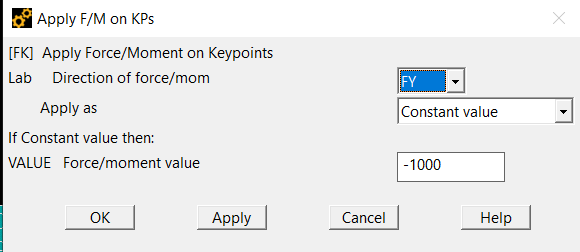 Apply F/M on KPs
[FK] Apply Force/Moment on Keypoints
Lab Direction of force/mom FY
Apply as Constant value
If Constant value then:
VALUE Force/moment value -1000
OK Apply Cancel Help